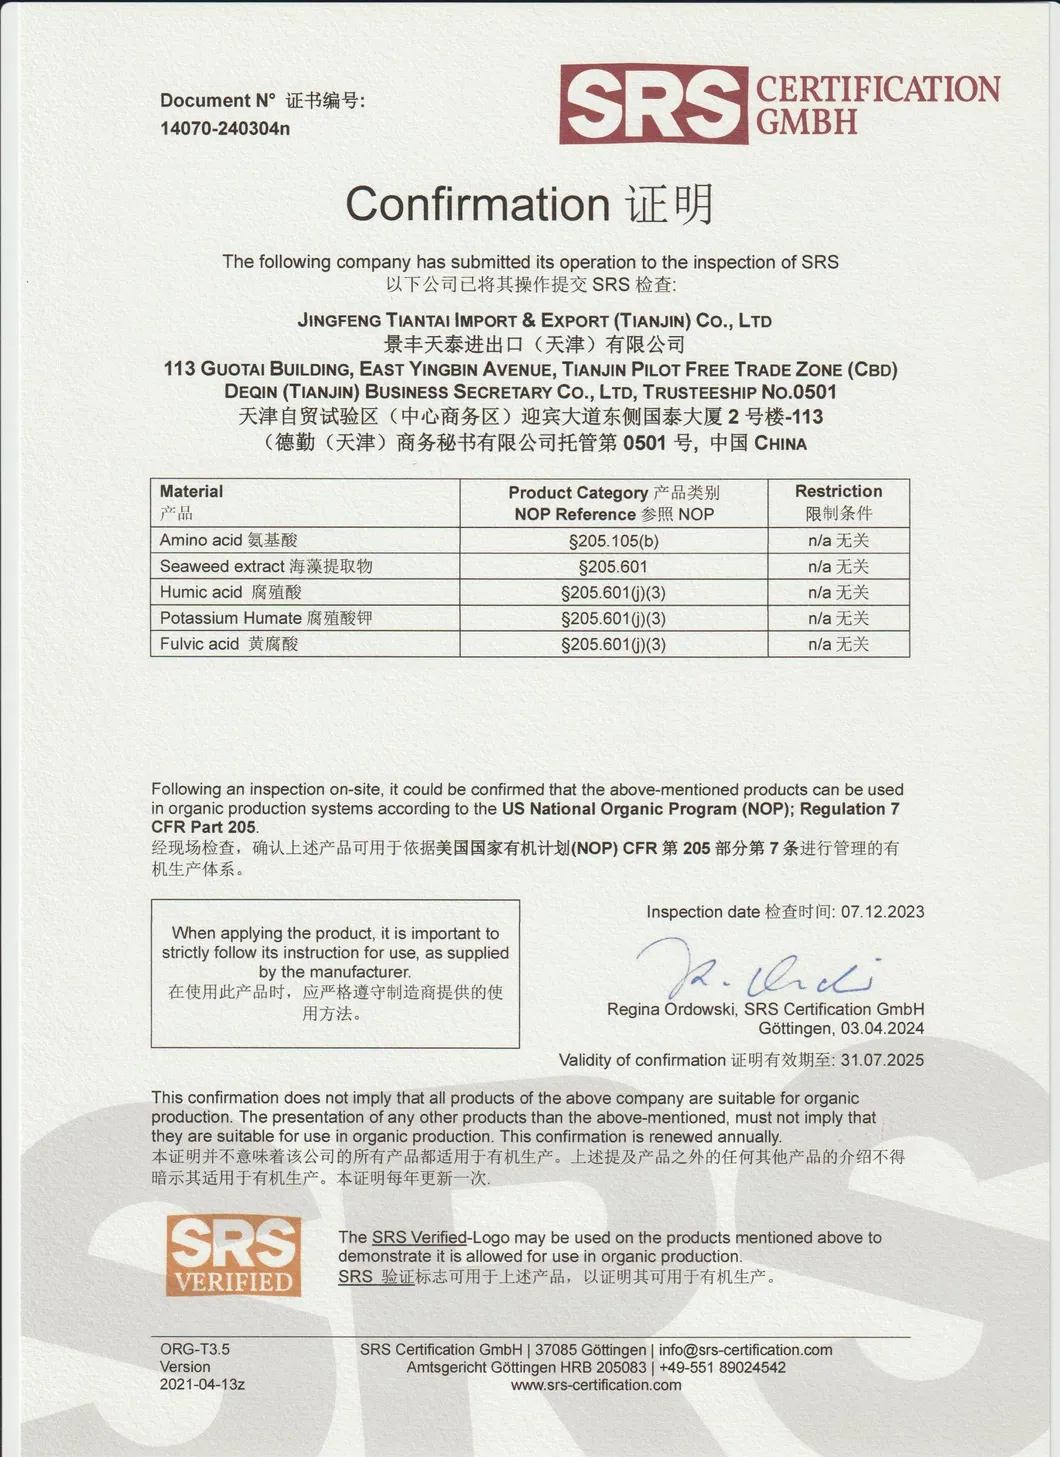 SRS CERTIFICATION
GMBH
Document N° 证书编号:
14070-240304n
Confirmation 证明
The following company has submitted its operation to the inspection of SRS
以下公司已将其操作提交 SRS 检查:
JINGFENG TIANTAI IMPORT & EXPORT (TIANJIN) CO., LTD
景丰天泰进出口（天津）有限公司
113 GUOTAI BUILDING, EAST YINGBIN AVENUE, TIANJIN PILOT FREE TRADE ZONE (CBD)
DEQIN (TIANJIN) BUSINESS SECRETARY CO., LTD, TRUSTEESHIP NO.0501
天津自贸试验区（中心商务区）迎宾大道东侧国泰大厦 2 号楼-113
（德勤（天津）商务秘书有限公司托管第 0501 号, 中国 CHINA
Material Product Category 产品类别 Restriction
产品 NOP Reference 参照 NOP 限制条件
Amino acid 氨基酸 §205.105(b) n/a 无关
Seaweed extract 海藻提取物 §205.601 n/a 无关
Humic acid 腐殖酸 §205.601(j)(3) n/a 无关
Potassium Humate 腐殖酸钾 §205.601(j)(3) n/a 无关
Fulvic acid 黄腐酸 §205.601(j)(3) n/a 无关
Following an inspection on-site, it could be confirmed that the above-mentioned products can be used
in organic production systems according to the US National Organic Program (NOP); Regulation 7
CFR Part 205.
经现场检查，确认上述产品可用于依据美国国家有机计划(NOP) CFR 第 205 部分第 7 条进行管理的有
机生产体系。
When applying the product, it is important to
strictly follow its instruction for use, as supplied
by the manufacturer.
在使用此产品时，应严格遵守制造商提供的使
用方法。
Inspection date 检查时间: 07.12.2023
Regina Ordowski, SRS Certification GmbH
Göttingen, 03.04.2024
Validity of confirmation 证明有效期至: 31.07.2025
This confirmation does not imply that all products of the above company are suitable for organic
production. The presentation of any other products than the above-mentioned, must not imply that
they are suitable for use in organic production. This confirmation is renewed annually.
本证明并不意味着该公司的所有产品都适用于有机生产。上述提及产品之外的任何其他产品的介绍不得
暗示其适用于有机生产。本证明每年更新一次.
SRS
VERIFIED
The SRS Verified-Logo may be used on the products mentioned above to
demonstrate it is allowed for use in organic production.
SRS 验证标志可用于上述产品，以证明其可用于有机生产。
ORG-T3.5
Version
2021-04-13z
SRS Certification GmbH | 37085 Göttingen | info@srs-certification.com
Amtsgericht Göttingen HRB 205083 | +49-551 89024542
www.srs-certification.com
SRS